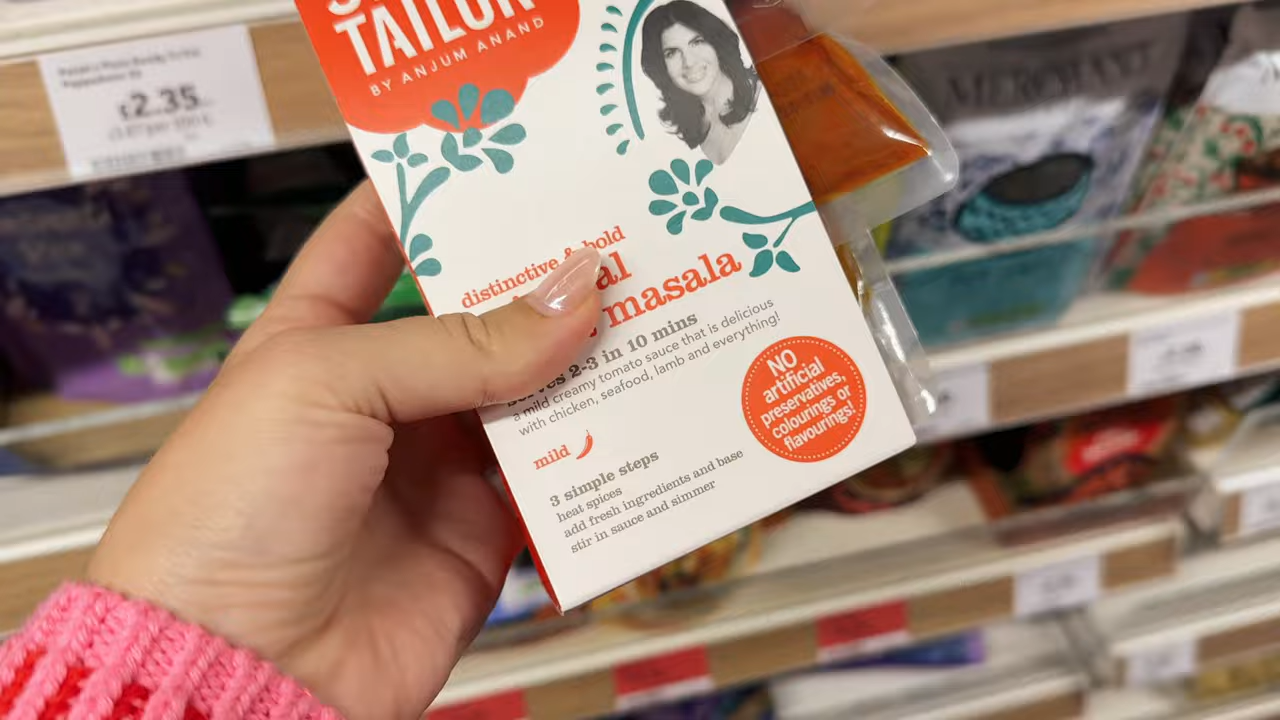 TAILOR
BY ANJUM ANAND
£2.35
distinctive & bold
masala
2-3 in 10 mins
a mild creamy tomato sauce that is delicious
with chicken, seafood, lamb and everything!
mild
NO
artificial
preservatives,
colourings or
flavourings!
3 simple steps
heat spices
add fresh ingredients and base
stir in sauce and simmer
MERCHANT